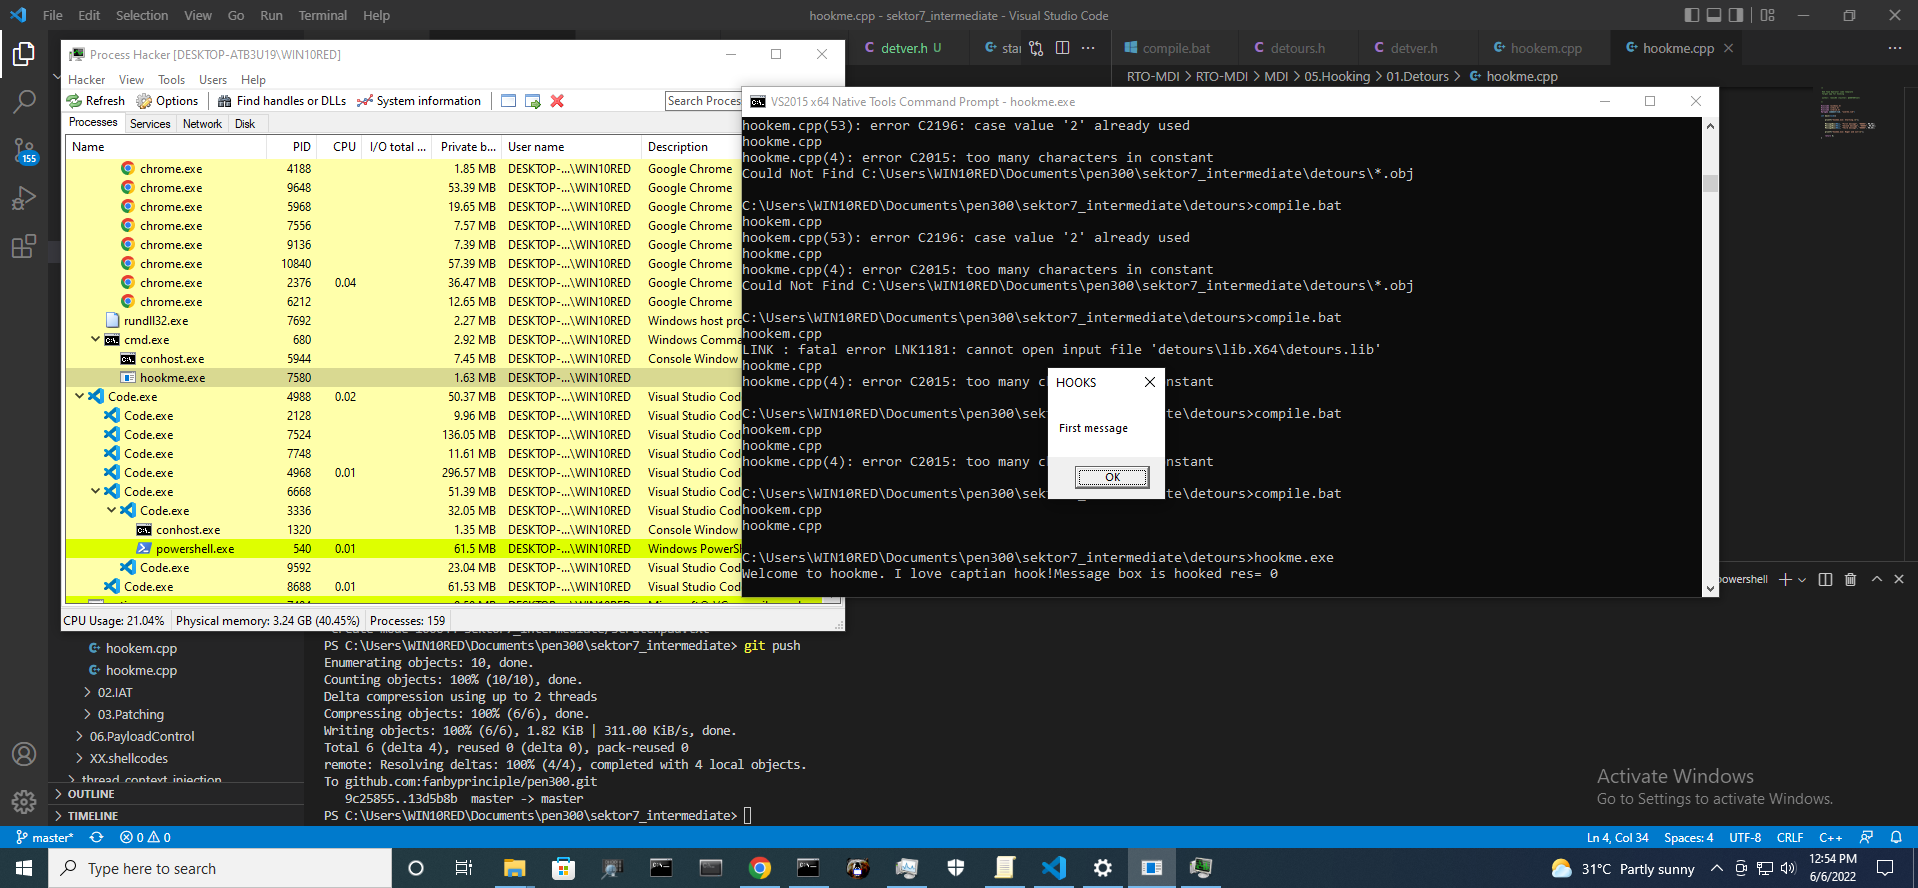 File Edit Selection View Go Run Terminal Help
hookme.cpp - sektor7_intermediate - Visual Studio Code
detver.h U
star
compile.bat
detours.h
detver.h
hookem.cpp
hookme.cpp
RTO-MDI > RTO-MDI > MDI > 05.Hooking > 01.Detours > hookme.cpp
155
Process Hacker [DESKTOP-ATB3U19\WIN10RED]
Hacker View Tools Users Help
Refresh Options Find handles or DLLs System information
Search Proces
Processes Services Network Disk
Name PID CPU I/O total ... Private b... User name Description
chrome.exe 4188 1.85 MB DESKTOP-...\WIN10RED Google Chrome
chrome.exe 9648 53.39 MB DESKTOP-...\WIN10RED Google Chrome
chrome.exe 5968 19.65 MB DESKTOP-...\WIN10RED Google Chrome
chrome.exe 7556 7.57 MB DESKTOP-...\WIN10RED Google Chrome
chrome.exe 9136 7.39 MB DESKTOP-...\WIN10RED Google Chrome
chrome.exe 10840 57.39 MB DESKTOP-...\WIN10RED Google Chrome
chrome.exe 2376 0.04 36.47 MB DESKTOP-...\WIN10RED Google Chrome
chrome.exe 6212 12.65 MB DESKTOP-...\WIN10RED Google Chrome
rundll32.exe 7692 2.27 MB DESKTOP-...\WIN10RED Windows host pro
cmd.exe 680 2.92 MB DESKTOP-...\WIN10RED Windows Comma
conhost.exe 5944 7.45 MB DESKTOP-...\WIN10RED Console Window
hookme.exe 7580 1.63 MB DESKTOP-...\WIN10RED
Code.exe 4988 0.02 50.37 MB DESKTOP-...\WIN10RED Visual Studio Cod
Code.exe 2128 9.96 MB DESKTOP-...\WIN10RED Visual Studio Cod
Code.exe 7524 136.05 MB DESKTOP-...\WIN10RED Visual Studio Cod
Code.exe 7748 11.61 MB DESKTOP-...\WIN10RED Visual Studio Cod
Code.exe 4968 0.01 296.57 MB DESKTOP-...\WIN10RED Visual Studio Cod
Code.exe 6668 51.39 MB DESKTOP-...\WIN10RED Visual Studio Cod
Code.exe 3336 32.05 MB DESKTOP-...\WIN10RED Visual Studio Cod
conhost.exe 1320 1.35 MB DESKTOP-...\WIN10RED Console Window
powershell.exe 540 0.01 61.5 MB DESKTOP-...\WIN10RED Windows PowerSh
Code.exe 9592 23.04 MB DESKTOP-...\WIN10RED Visual Studio Cod
Code.exe 8688 0.01 61.53 MB DESKTOP-...\WIN10RED Visual Studio Cod
CPU Usage: 21.04% Physical memory: 3.24 GB (40.45%) Processes: 159
VS2015 x64 Native Tools Command Prompt - hookme.exe
hookem.cpp(53): error C2196: case value '2' already used
hookme.cpp
hookme.cpp(4): error C2015: too many characters in constant
Could Not Find C:\Users\WIN10RED\Documents\pen300\sektor7_intermediate\detours\*.obj
C:\Users\WIN10RED\Documents\pen300\sektor7_intermediate\detours>compile.bat
hookem.cpp
hookem.cpp(53): error C2196: case value '2' already used
hookme.cpp
hookme.cpp(4): error C2015: too many characters in constant
Could Not Find C:\Users\WIN10RED\Documents\pen300\sektor7_intermediate\detours\*.obj
C:\Users\WIN10RED\Documents\pen300\sektor7_intermediate\detours>compile.bat
hookem.cpp
LINK : fatal error LNK1181: cannot open input file 'detours\lib.X64\detours.lib'
hookme.cpp
hookme.cpp(4): error C2015: too many c nstant
C:\Users\WIN10RED\Documents\pen300\sek te\detours>compile.bat
hookem.cpp
hookme.cpp
hookme.cpp(4): error C2015: too many c nstant
C:\Users\WIN10RED\Documents\pen300\sektor7_intermediate\detours>compile.bat
hookem.cpp
hookme.cpp
C:\Users\WIN10RED\Documents\pen300\sektor7_intermediate\detours>hookme.exe
Welcome to hookme. I love captian hook!Message box is hooked res= 0
HOOKS
First message
OK
powershell
hookem.cpp
hookme.cpp
02.IAT
03.Patching
06.PayloadControl
XX.shellcodes
thread_context_injection
OUTLINE
TIMELINE
PS C:\Users\WIN10RED\Documents\pen300\sektor7_intermediate> git push
Enumerating objects: 10, done.
Counting objects: 100% (10/10), done.
Delta compression using up to 2 threads
Compressing objects: 100% (6/6), done.
Writing objects: 100% (6/6), 1.82 KiB | 311.00 KiB/s, done.
Total 6 (delta 4), reused 0 (delta 0), pack-reused 0
remote: Resolving deltas: 100% (4/4), completed with 4 local objects.
To github.com:fanbyprinciple/pen300.git
9c25855..13d5b8b master -> master
PS C:\Users\WIN10RED\Documents\pen300\sektor7_intermediate>
Activate Windows
Go to Settings to activate Windows.
master* 0 0
Ln 4, Col 34 Spaces: 4 UTF-8 CRLF C++
Type here to search
31°C Partly sunny
12:54 PM
6/6/2022